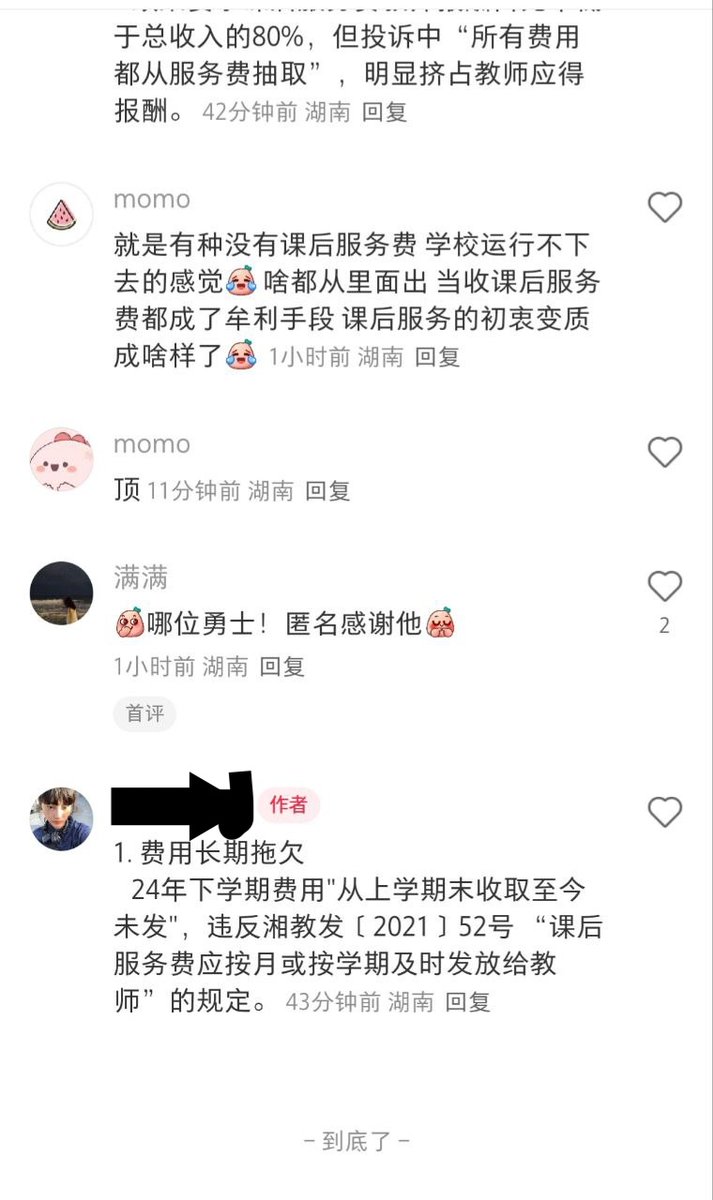 于总收入的80%，但投诉中“所有费用
都从服务费抽取”，明显挤占教师应得
报酬。 42分钟前 湖南 回复
momo
就是有种没有课后服务费 学校运行不下
去的感觉 啥都从里面出 当收课后服务
费都成了牟利手段 课后服务的初衷变质
成啥样了 1小时前 湖南 回复
momo
顶 11分钟前 湖南 回复
满满
哪位勇士！匿名感谢他
2
1小时前 湖南 回复
首评
作者
1. 费用长期拖欠
24年下学期费用"从上学期末收取至今
未发"，违反湘教发〔2021〕52号 “课后
服务费应按月或按学期及时发放给教
师”的规定。 43分钟前 湖南 回复
– 到底了 –